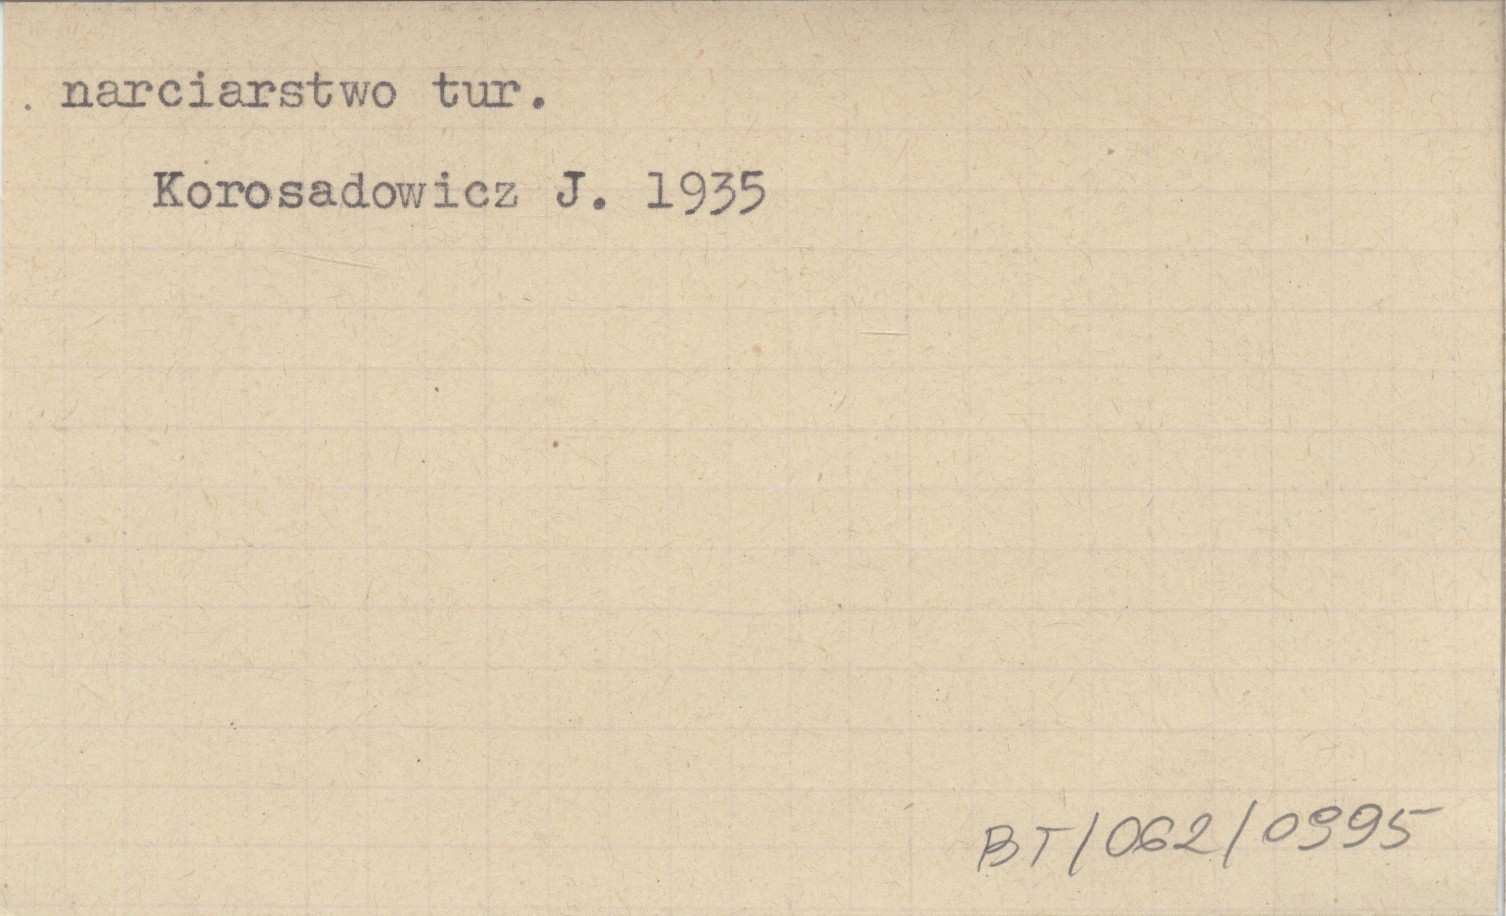 narciarstwo tur.
Korosadowicz J. 1935
BT/062/0995